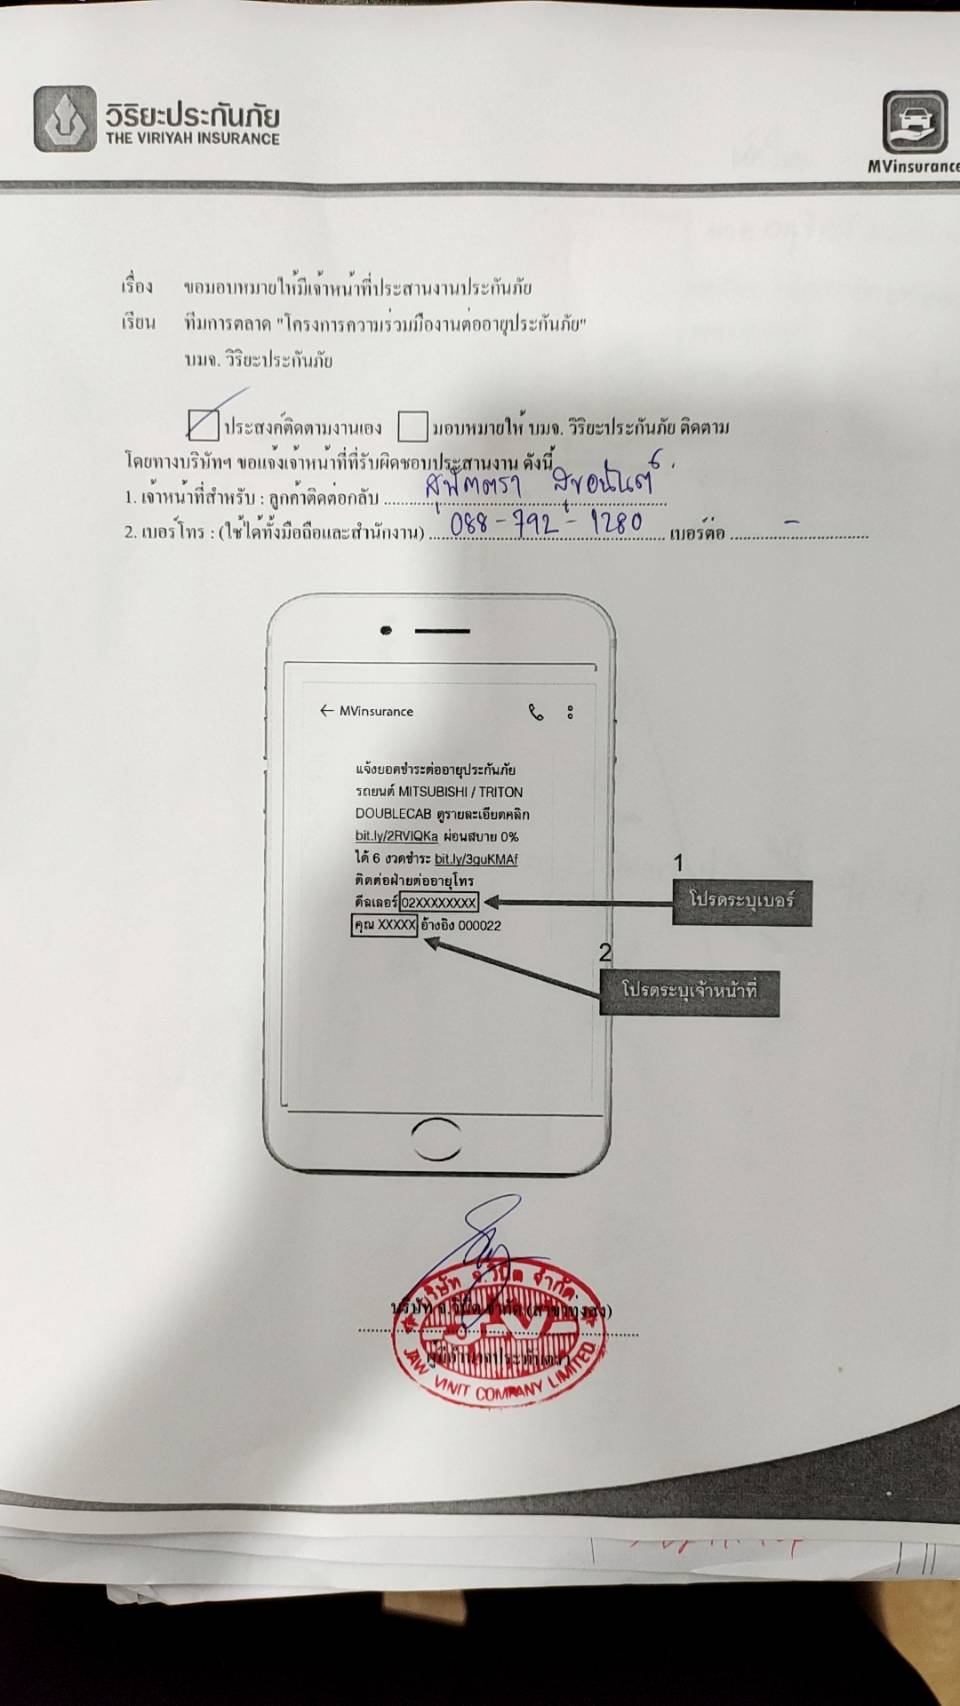 วิริยะประกันภัย
THE VIRIYAH INSURANCE
MVinsurance
เรื่อง ขอมอบหมายให้มีเจ้าหน้าที่ประสานงานประกันภัย
เรียน ทีมการตลาด "โครงการความร่วมมืองานต่ออายุประกันภัย"
บมจ. วิริยะประกันภัย
ประสงค์ติดตามงานเอง มอบหมายให้ บมจ. วิริยะประกันภัย ติดตาม
โดยทางบริษัทฯ ขอแจ้งเจ้าหน้าที่ที่รับผิดชอบประสานงาน ดังนี้
1. เจ้าหน้าที่สำหรับ : ลูกค้าติดต่อกลับ สุพัตตรา สุขอนันต์
2. เบอร์โทร : (ใช้ได้ทั้งมือถือและสำนักงาน) 088-792-1280 เบอร์ต่อ -
← MVinsurance
แจ้งยอดชำระต่ออายุประกันภัย
รถยนต์ MITSUBISHI / TRITON
DOUBLECAB ดูรายละเอียดคลิก
bit.ly/2RVIQKa ผ่อนสบาย 0%
ได้ 6 งวดชำระ bit.ly/3guKMAf
ติดต่อฝ่ายต่ออายุโทร
ดีลเลอร์ 02XXXXXXXX
คุณ XXXXX อ้างอิง 000022
1
โปรดระบุเบอร์
2
โปรดระบุเจ้าหน้าที่
บริษัท จ.วินิต จำกัด
บริษัท จ.วินิต จำกัด (สาขาทุ่งสง)
JAW VINIT COMPANY LIMITED